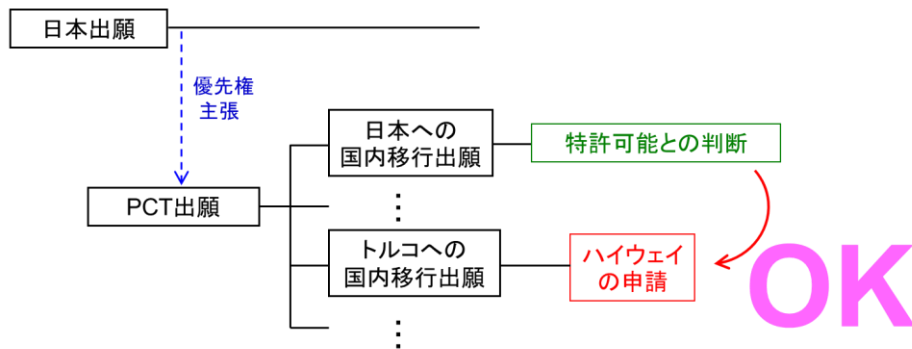 日本出願
優先権
主張
日本への
国内移行出願
特許可能との判断
⋮
PCT出願
トルコへの
国内移行出願
ハイウェイ
の申請
OK
⋮